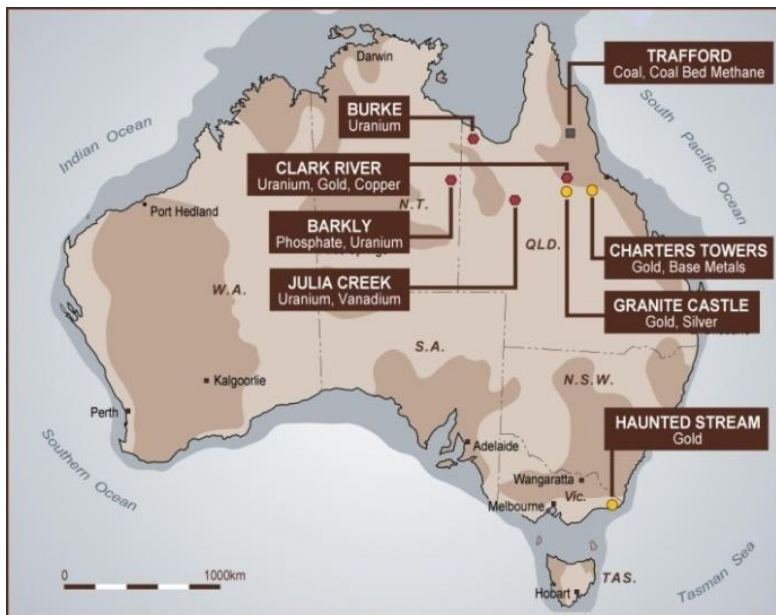 TRAFFORD
Coal, Coal Bed Methane
Darwin
BURKE
Uranium
Indian Ocean
South Pacific Ocean
CLARK RIVER
Uranium, Gold, Copper
N.T.
Port Hedland
BARKLY
Phosphate, Uranium
QLD.
CHARTERS TOWERS
Gold, Base Metals
JULIA CREEK
Uranium, Vanadium
W.A.
GRANITE CASTLE
Gold, Silver
S.A.
N.S.W.
Kalgoorlie
Perth
HAUNTED STREAM
Gold
Adelaide
Southern Ocean
Wangaratta
Vic.
Melbourne
0 1000km
TAS.
Hobart
Tasman Sea